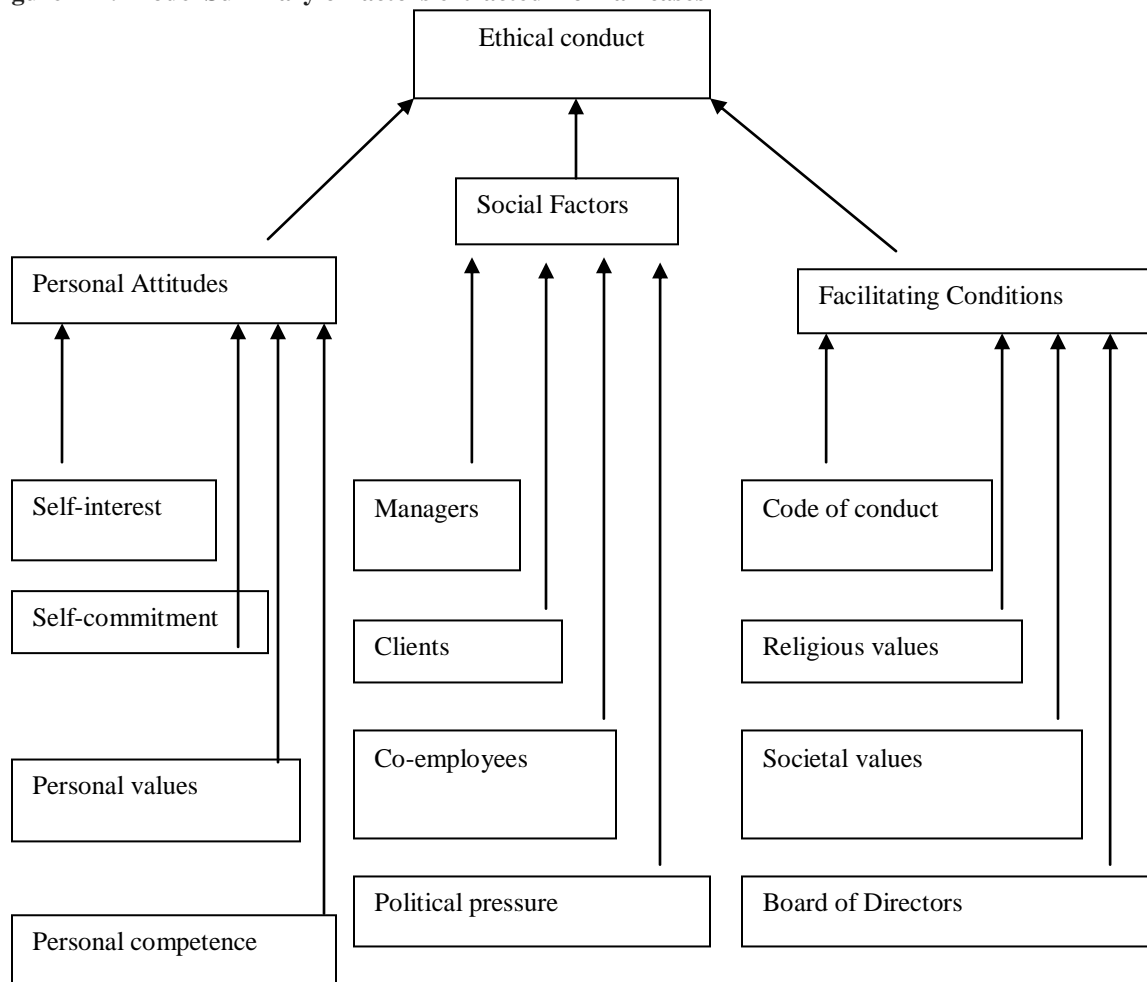 Ethical conduct
Social Factors
Personal Attitudes
Facilitating Conditions
Self-interest
Managers
Code of conduct
Self-commitment
Clients
Religious values
Co-employees
Societal values
Personal values
Political pressure
Board of Directors
Personal competence